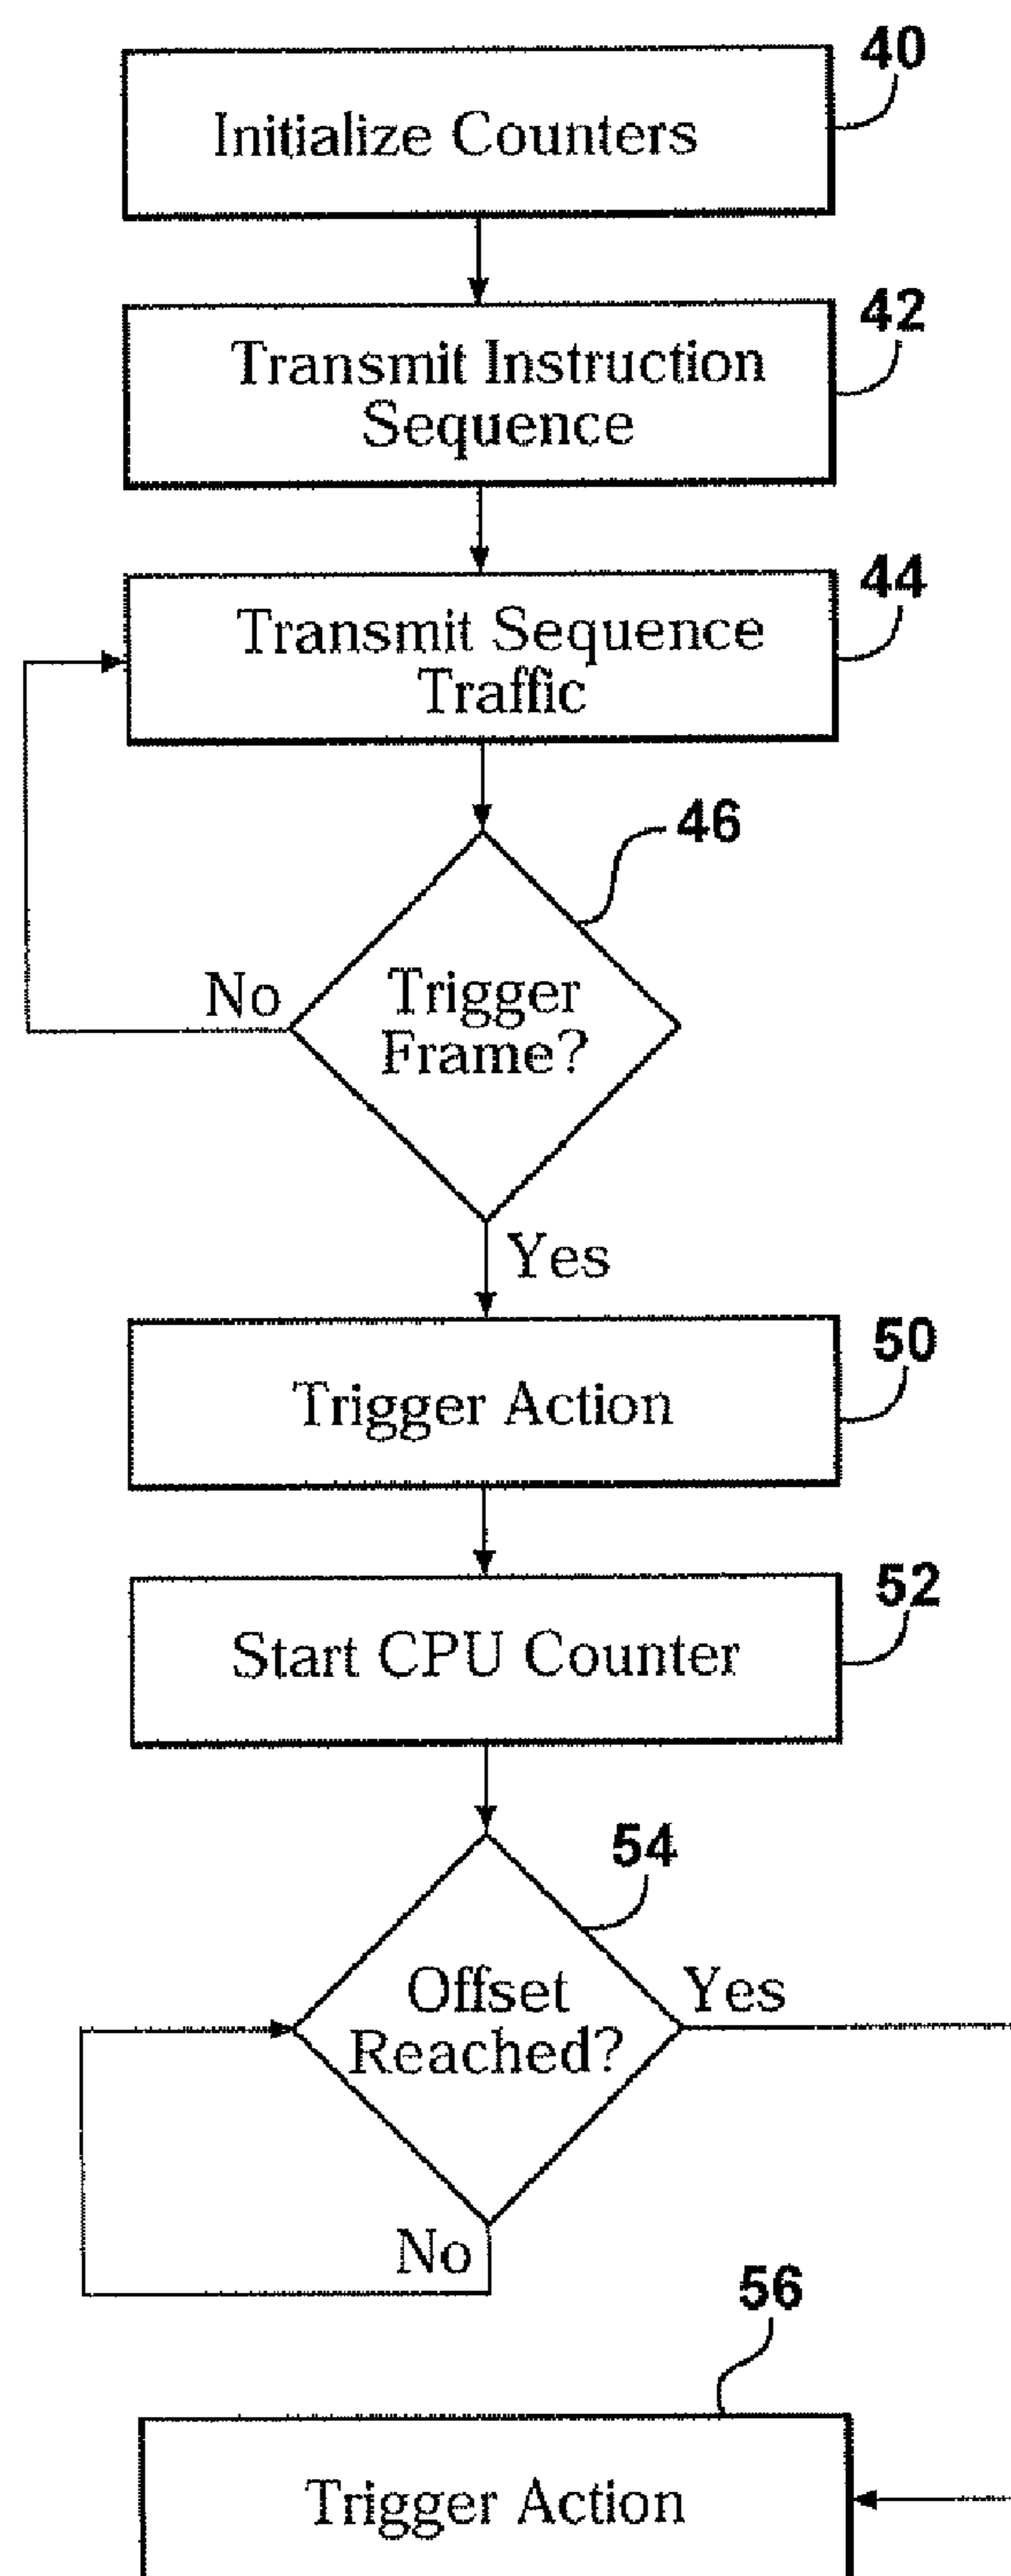 40
Initialize Counters
42
Transmit Instruction
Sequence
44
Transmit Sequence
Traffic
46
No
Trigger
Frame?
Yes
50
Trigger Action
52
Start CPU Counter
54
Offset
Reached?
Yes
No
56
Trigger Action